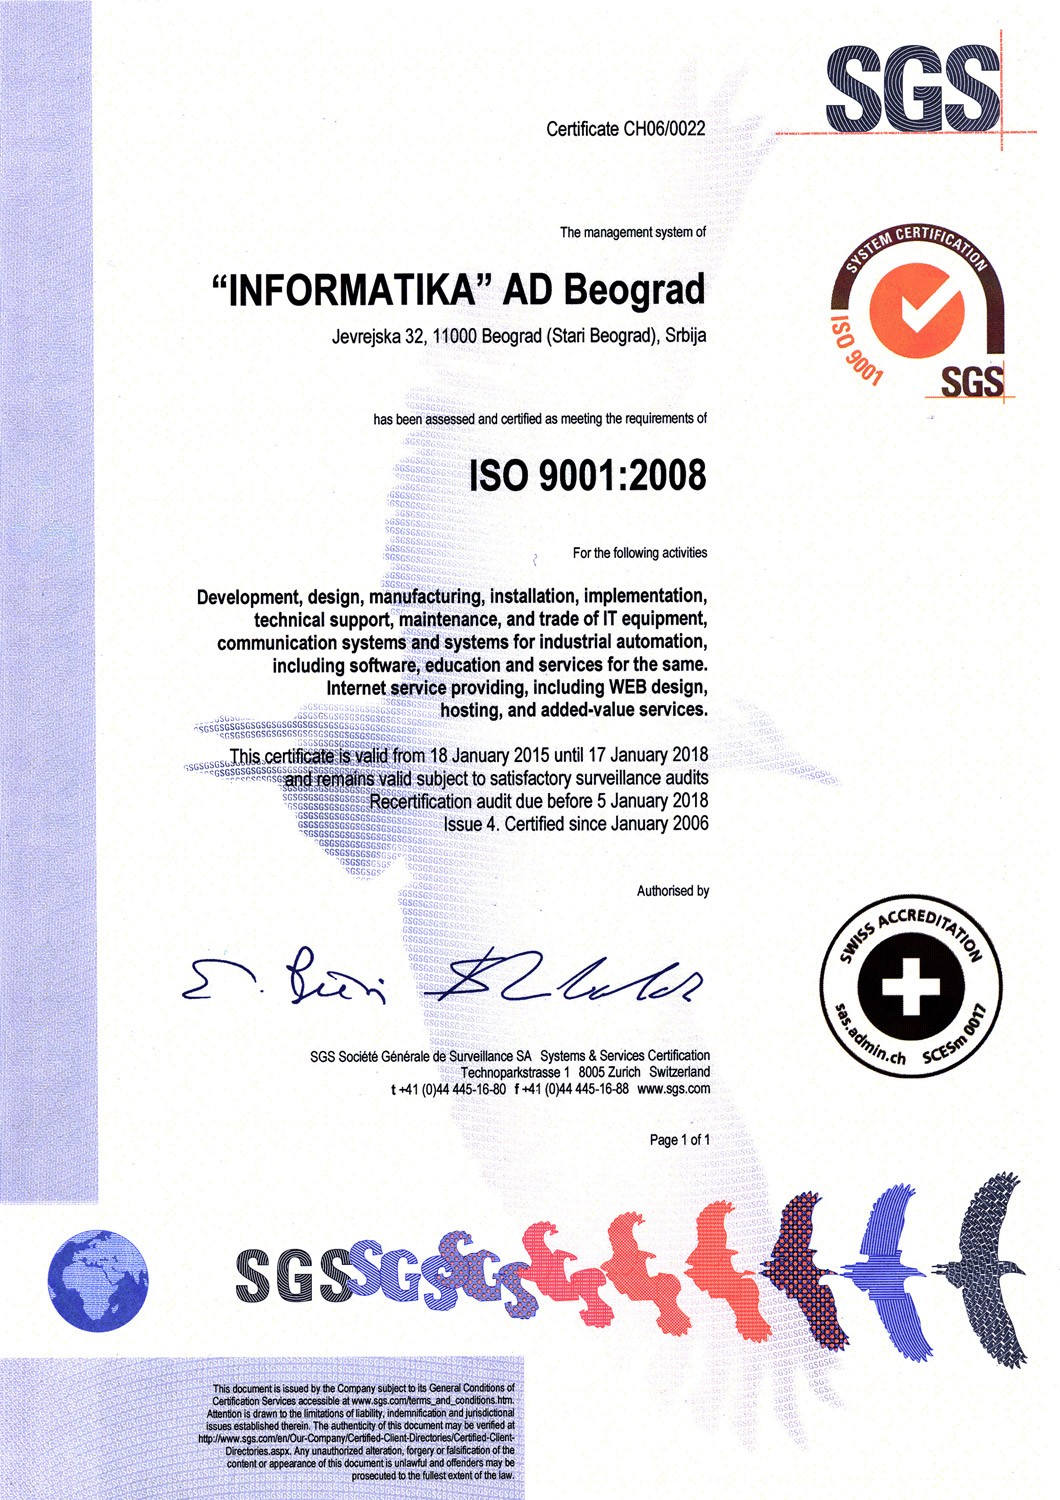 SGS
Certificate CH06/0022
The management system of
“INFORMATIKA” AD Beograd
Jevrejska 32, 11000 Beograd (Stari Beograd), Srbija
SYSTEM CERTIFICATION
ISO 9001
SGS
has been assessed and certified as meeting the requirements of
ISO 9001:2008
For the following activities
Development, design, manufacturing, installation, implementation,
technical support, maintenance, and trade of IT equipment,
communication systems and systems for industrial automation,
including software, education and services for the same.
Internet service providing, including WEB design,
hosting, and added-value services.
This certificate is valid from 18 January 2015 until 17 January 2018
and remains valid subject to satisfactory surveillance audits
Recertification audit due before 5 January 2018
Issue 4. Certified since January 2006
Authorised by
SWISS ACCREDITATION
sas.admin.ch SCESm 0017
SGS Société Générale de Surveillance SA Systems & Services Certification
Technoparkstrasse 1 8005 Zurich Switzerland
t +41 (0)44 445-16-80 f +41 (0)44 445-16-88 www.sgs.com
Page 1 of 1
SGSSGSSGSSGS
This document is issued by the Company subject to its General Conditions of
Certification Services accessible at www.sgs.com/terms_and_conditions.htm.
Attention is drawn to the limitations of liability, indemnification and jurisdictional
issues established therein. The authenticity of this document may be verified at
http://www.sgs.com/en/Our-Company/Certified-Client-Directories/Certified-Client-
Directories.aspx. Any unauthorized alteration, forgery or falsification of the
content or appearance of this document is unlawful and offenders may be
prosecuted to the fullest extent of the law.